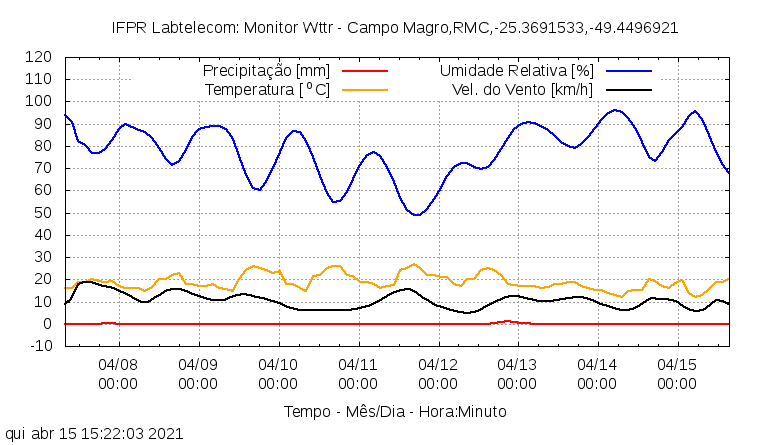 IFPR Labtelecom: Monitor Wttr - Campo Magro,RMC,-25.3691533,-49.4496921
Precipitação [mm]
Temperatura [ ⁰C]
Umidade Relativa [%]
Vel. do Vento [km/h]
120
110
100
90
80
70
60
50
40
30
20
10
0
-10
04/08 04/09 04/10 04/11 04/12 04/13 04/14 04/15
00:00 00:00 00:00 00:00 00:00 00:00 00:00 00:00
Tempo - Mês/Dia - Hora:Minuto
qui abr 15 15:22:03 2021